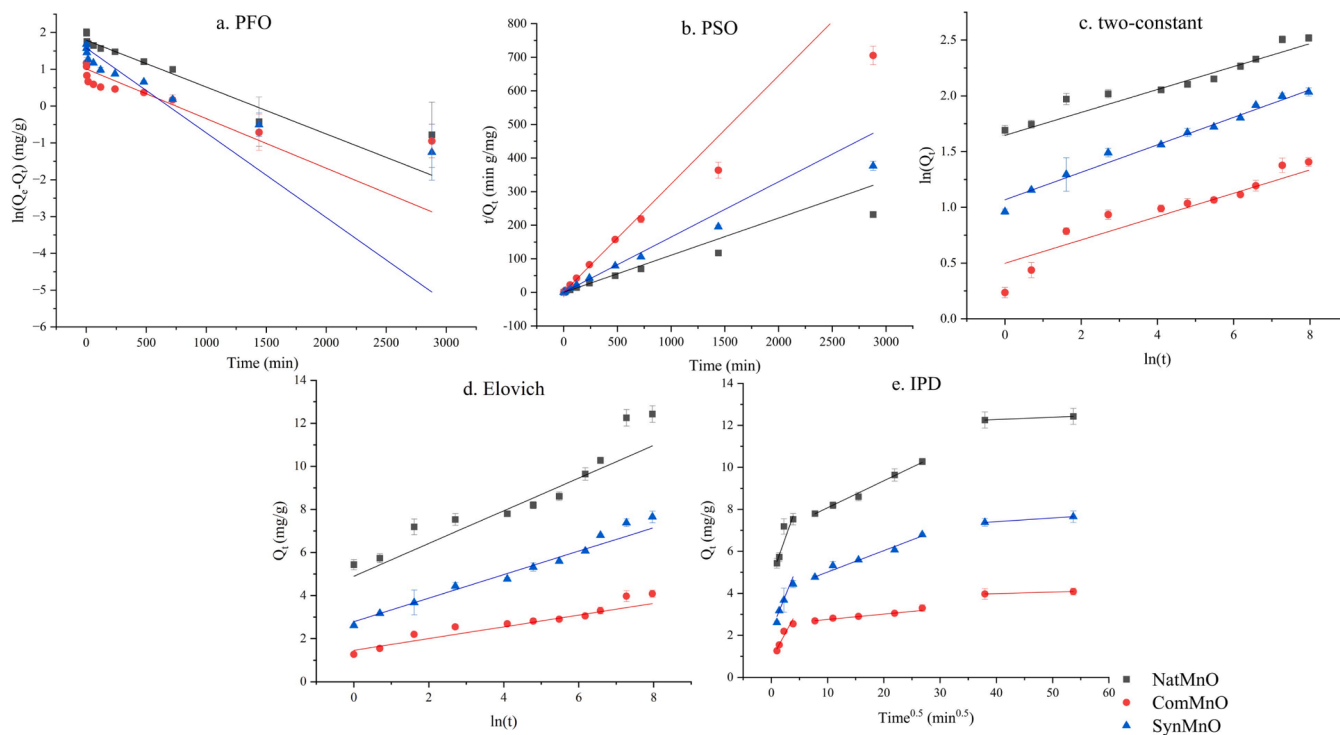 a. PFO
2
1
0
−1
−2
−3
−4
−5
−6
ln(Qe-Qt) (mg/g)
0 500 1000 1500 2000 2500 3000
Time (min)
b. PSO
800
700
600
500
400
300
200
100
0
-100
t/Qt (min g/mg)
0 500 1000 1500 2000 2500 3000
Time (min)
c. two-constant
2.5
2.0
1.5
1.0
0.5
0.0
ln(Qt)
0 2 4 6 8
ln(t)
d. Elovich
14
12
10
8
6
4
2
0
Qt (mg/g)
0 2 4 6 8
ln(t)
e. IPD
14
12
10
8
6
4
2
0
Qt (mg/g)
0 10 20 30 40 50 60
Time^0.5 (min^0.5)
NatMnO
ComMnO
SynMnO